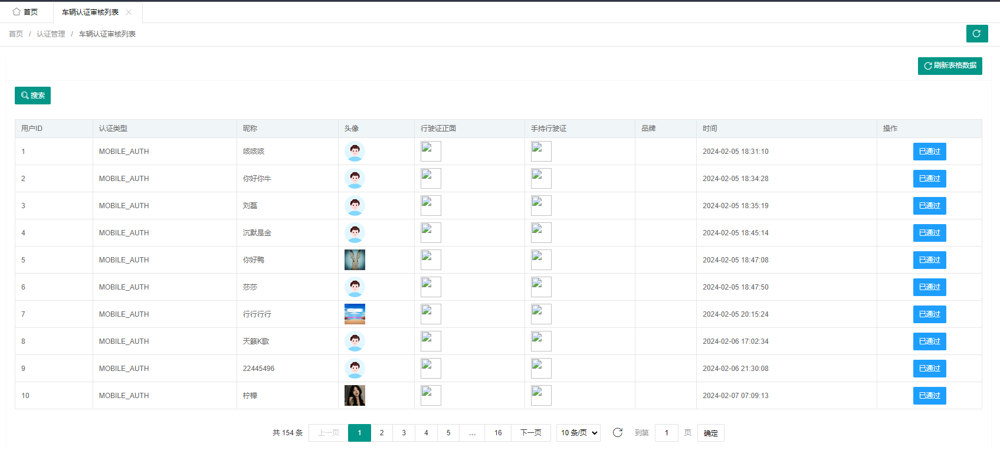 首页 车辆认证审核列表
首页 / 认证管理 / 车辆认证审核列表
刷新表格数据
搜索
用户ID 认证类型 昵称 头像 行驶证正面 手持行驶证 品牌 时间 操作
1 MOBILE_AUTH 咳咳咳 2024-02-05 18:31:10 已通过
2 MOBILE_AUTH 你好你牛 2024-02-05 18:34:28 已通过
3 MOBILE_AUTH 刘磊 2024-02-05 18:35:19 已通过
4 MOBILE_AUTH 沉默是金 2024-02-05 18:45:14 已通过
5 MOBILE_AUTH 你好鸭 2024-02-05 18:47:08 已通过
6 MOBILE_AUTH 莎莎 2024-02-05 18:47:50 已通过
7 MOBILE_AUTH 行行行行 2024-02-05 20:15:24 已通过
8 MOBILE_AUTH 天籁K歌 2024-02-06 17:02:34 已通过
9 MOBILE_AUTH 22445496 2024-02-06 21:30:08 已通过
10 MOBILE_AUTH 柠檬 2024-02-07 07:09:13 已通过
共 154 条 上一页 1 2 3 4 5 … 16 下一页 10 条/页 到第 1 页 确定